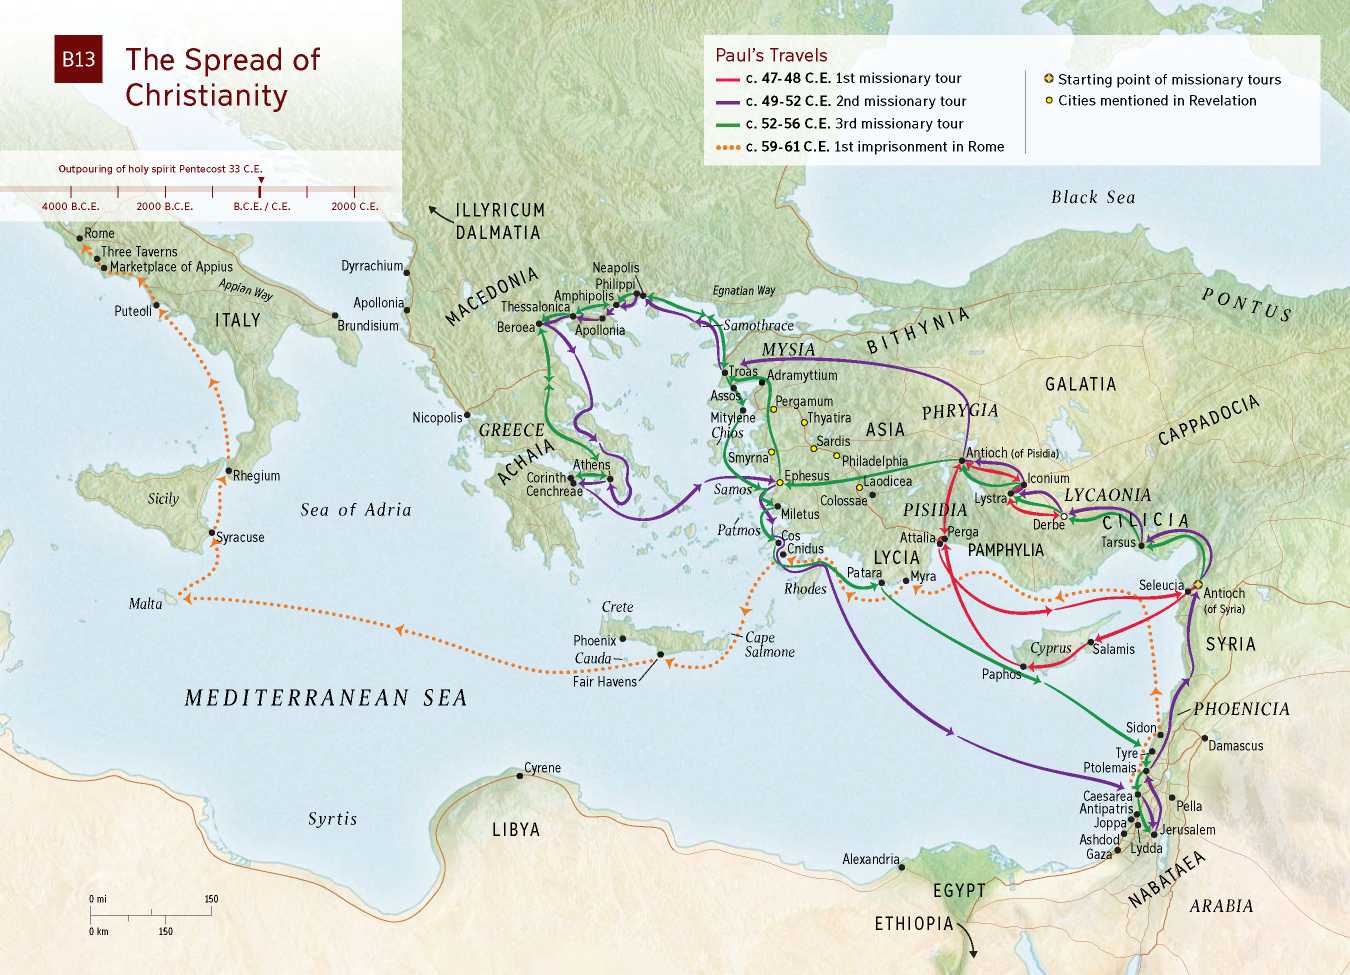 B13
The Spread of
Christianity
Outpouring of holy spirit Pentecost 33 C.E.
4000 B.C.E.
2000 B.C.E.
B.C.E. / C.E.
2000 C.E.
Paul's Travels
c. 47-48 C.E. 1st missionary tour
c. 49-52 C.E. 2nd missionary tour
c. 52-56 C.E. 3rd missionary tour
c. 59-61 C.E. 1st imprisonment in Rome
Starting point of missionary tours
Cities mentioned in Revelation
Black Sea
ILLYRICUM
DALMATIA
Rome
Three Taverns
Marketplace of Appius
Appian Way
Puteoli
ITALY
Brundisium
Dyrrachium
Apollonia
MACEDONIA
Neapolis
Philippi
Amphipolis
Thessalonica
Beroea
Apollonia
Egnatian Way
Samothrace
PONTUS
BITHYNIA
MYSIA
Troas
Adramyttium
Assos
Mitylene
Chios
Pergamum
Thyatira
Sardis
Smyrna
Philadelphia
ASIA
PHRYGIA
GALATIA
CAPPADOCIA
Nicopolis
GREECE
ACHAIA
Athens
Corinth
Cenchreae
Ephesus
Samos
Laodicea
Colossae
Miletus
Patmos
Cos
Cnidus
Antioch (of Pisidia)
Iconium
Lystra
LYCAONIA
Derbe
CILICIA
Tarsus
PISIDIA
Perga
Attalia
PAMPHYLIA
LYCIA
Patara
Myra
Rhodes
Rhegium
Sicily
Sea of Adria
Syracuse
Malta
Crete
Phoenix
Cauda
Fair Havens
Cape
Salmone
Seleucia
Antioch
(of Syria)
SYRIA
Cyprus
Salamis
Paphos
MEDITERRANEAN SEA
PHOENICIA
Sidon
Tyre
Damascus
Ptolemais
Caesarea
Antipatris
Joppa
Pella
Jerusalem
Ashdod
Lydda
Gaza
Cyrene
Syrtis
LIBYA
Alexandria
EGYPT
ETHIOPIA
NABATAEA
ARABIA
0 mi
150
0 km
150